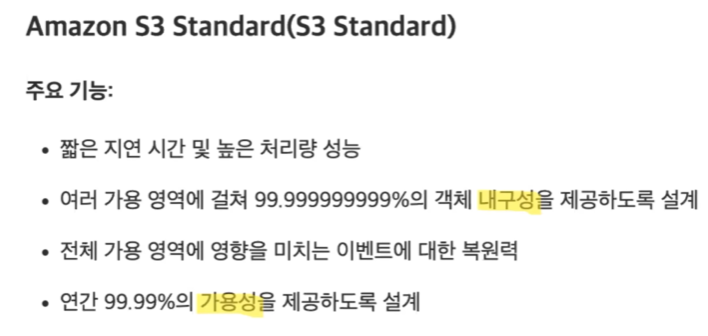 Amazon S3 Standard(S3 Standard)
주요 기능:
• 짧은 지연 시간 및 높은 처리량 성능
• 여러 가용 영역에 걸쳐 99.999999999%의 객체 내구성을 제공하도록 설계
• 전체 가용 영역에 영향을 미치는 이벤트에 대한 복원력
• 연간 99.99%의 가용성을 제공하도록 설계